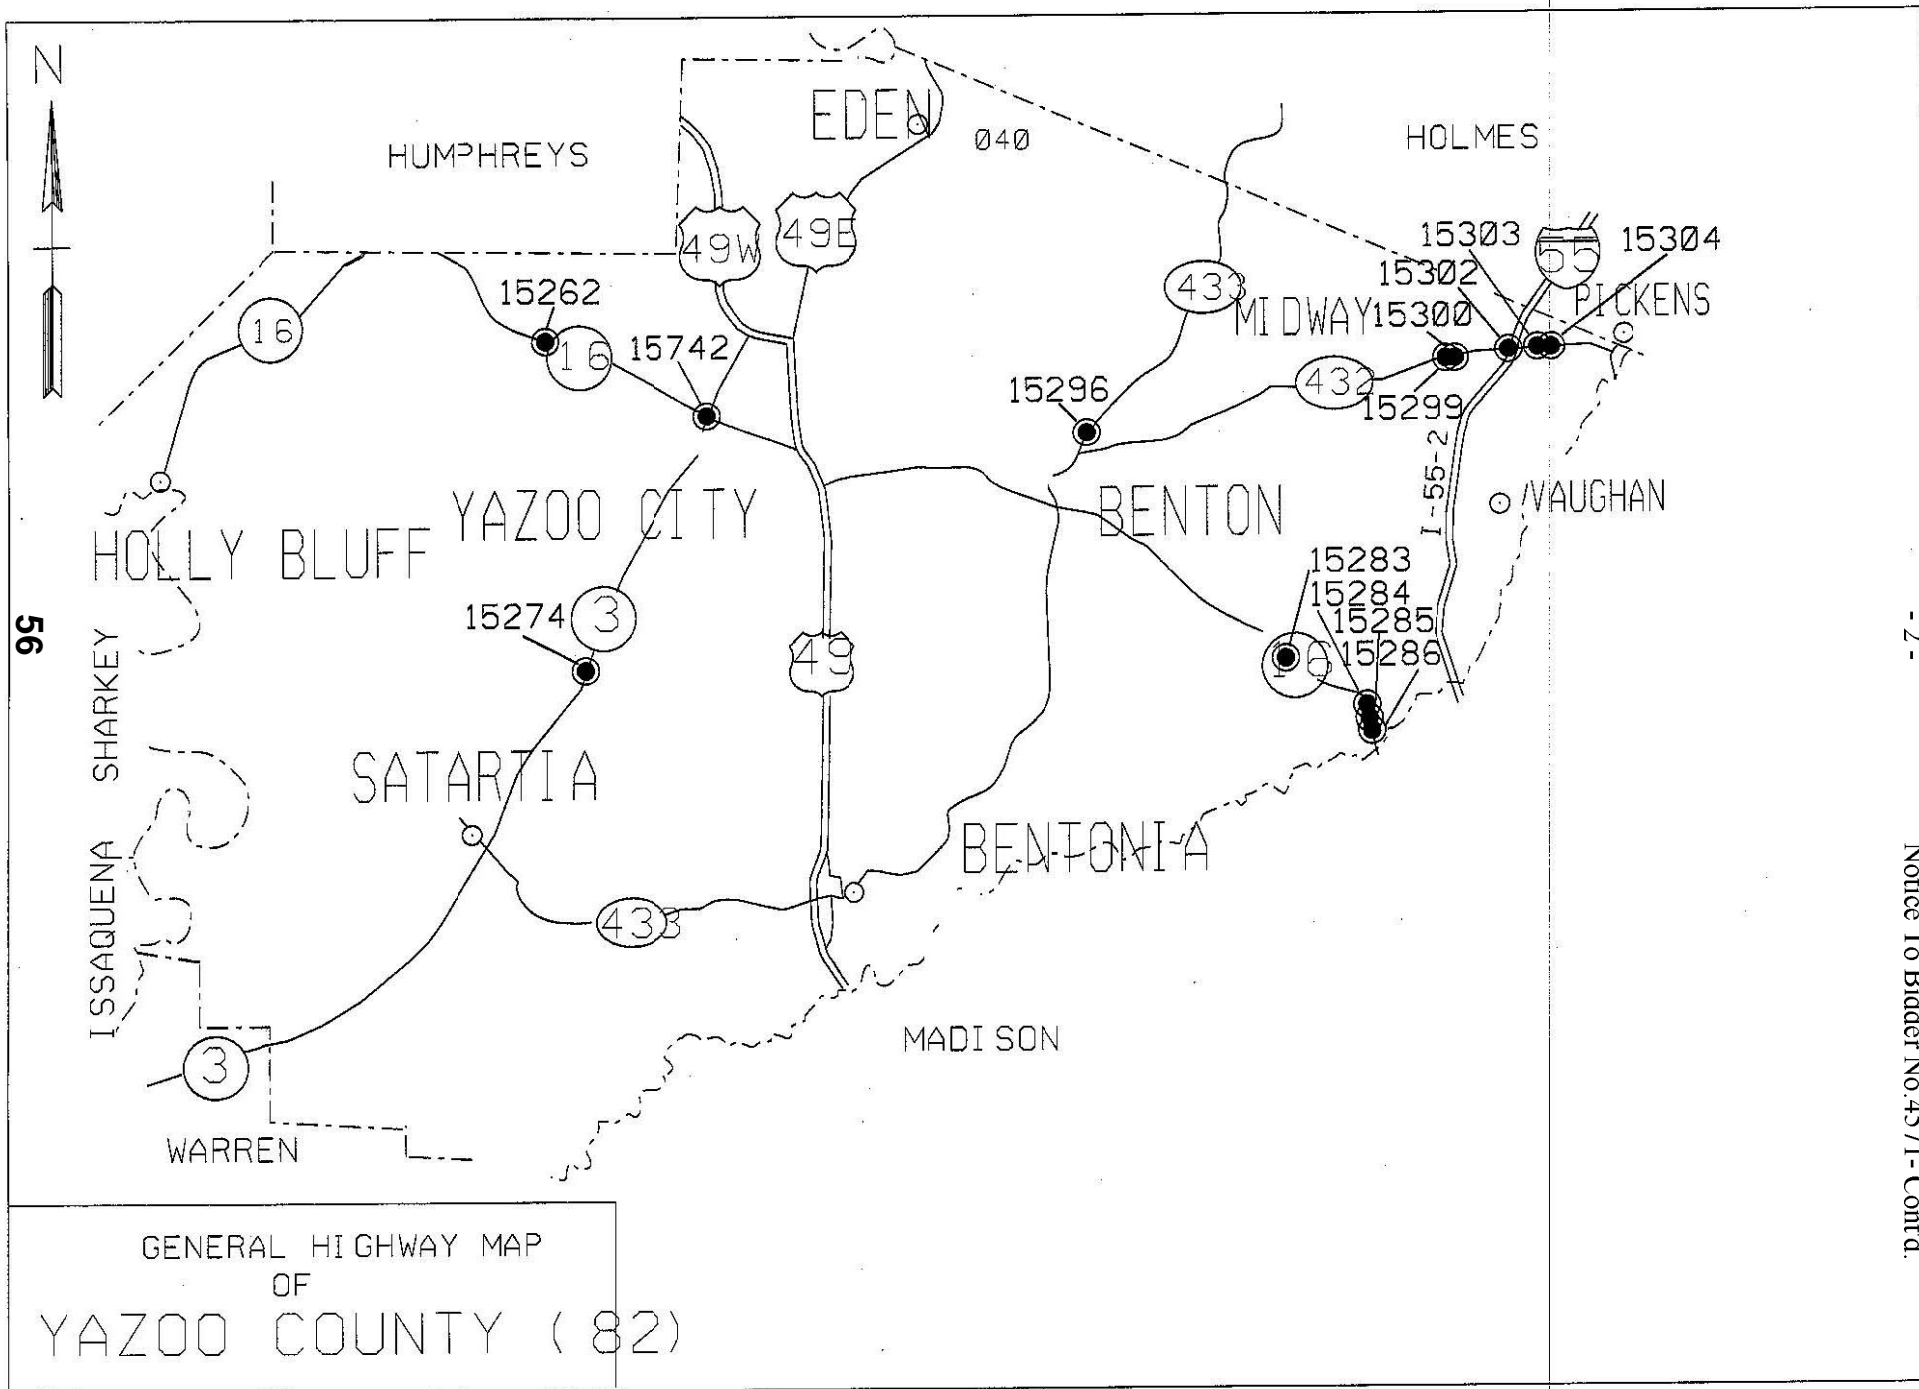 N
HUMPHREYS
EDEN
040
HOLMES
49W
49E
15303
55
15304
15302
433
MIDWAY
15300
PICKENS
15262
16
16
15742
432
15296
15299
I-55-2
VAUGHAN
HOLLY BLUFF
YAZOO CITY
BENTON
15283
15284
15285
15286
16
15274
3
49
56
SHARKEY
SATARTIA
BENTONIA
ISSAQUENA
433
MADISON
3
WARREN
GENERAL HIGHWAY MAP
OF
YAZOO COUNTY (82)
- 2 -
Notice To Bidder No.4571- Cont'd.